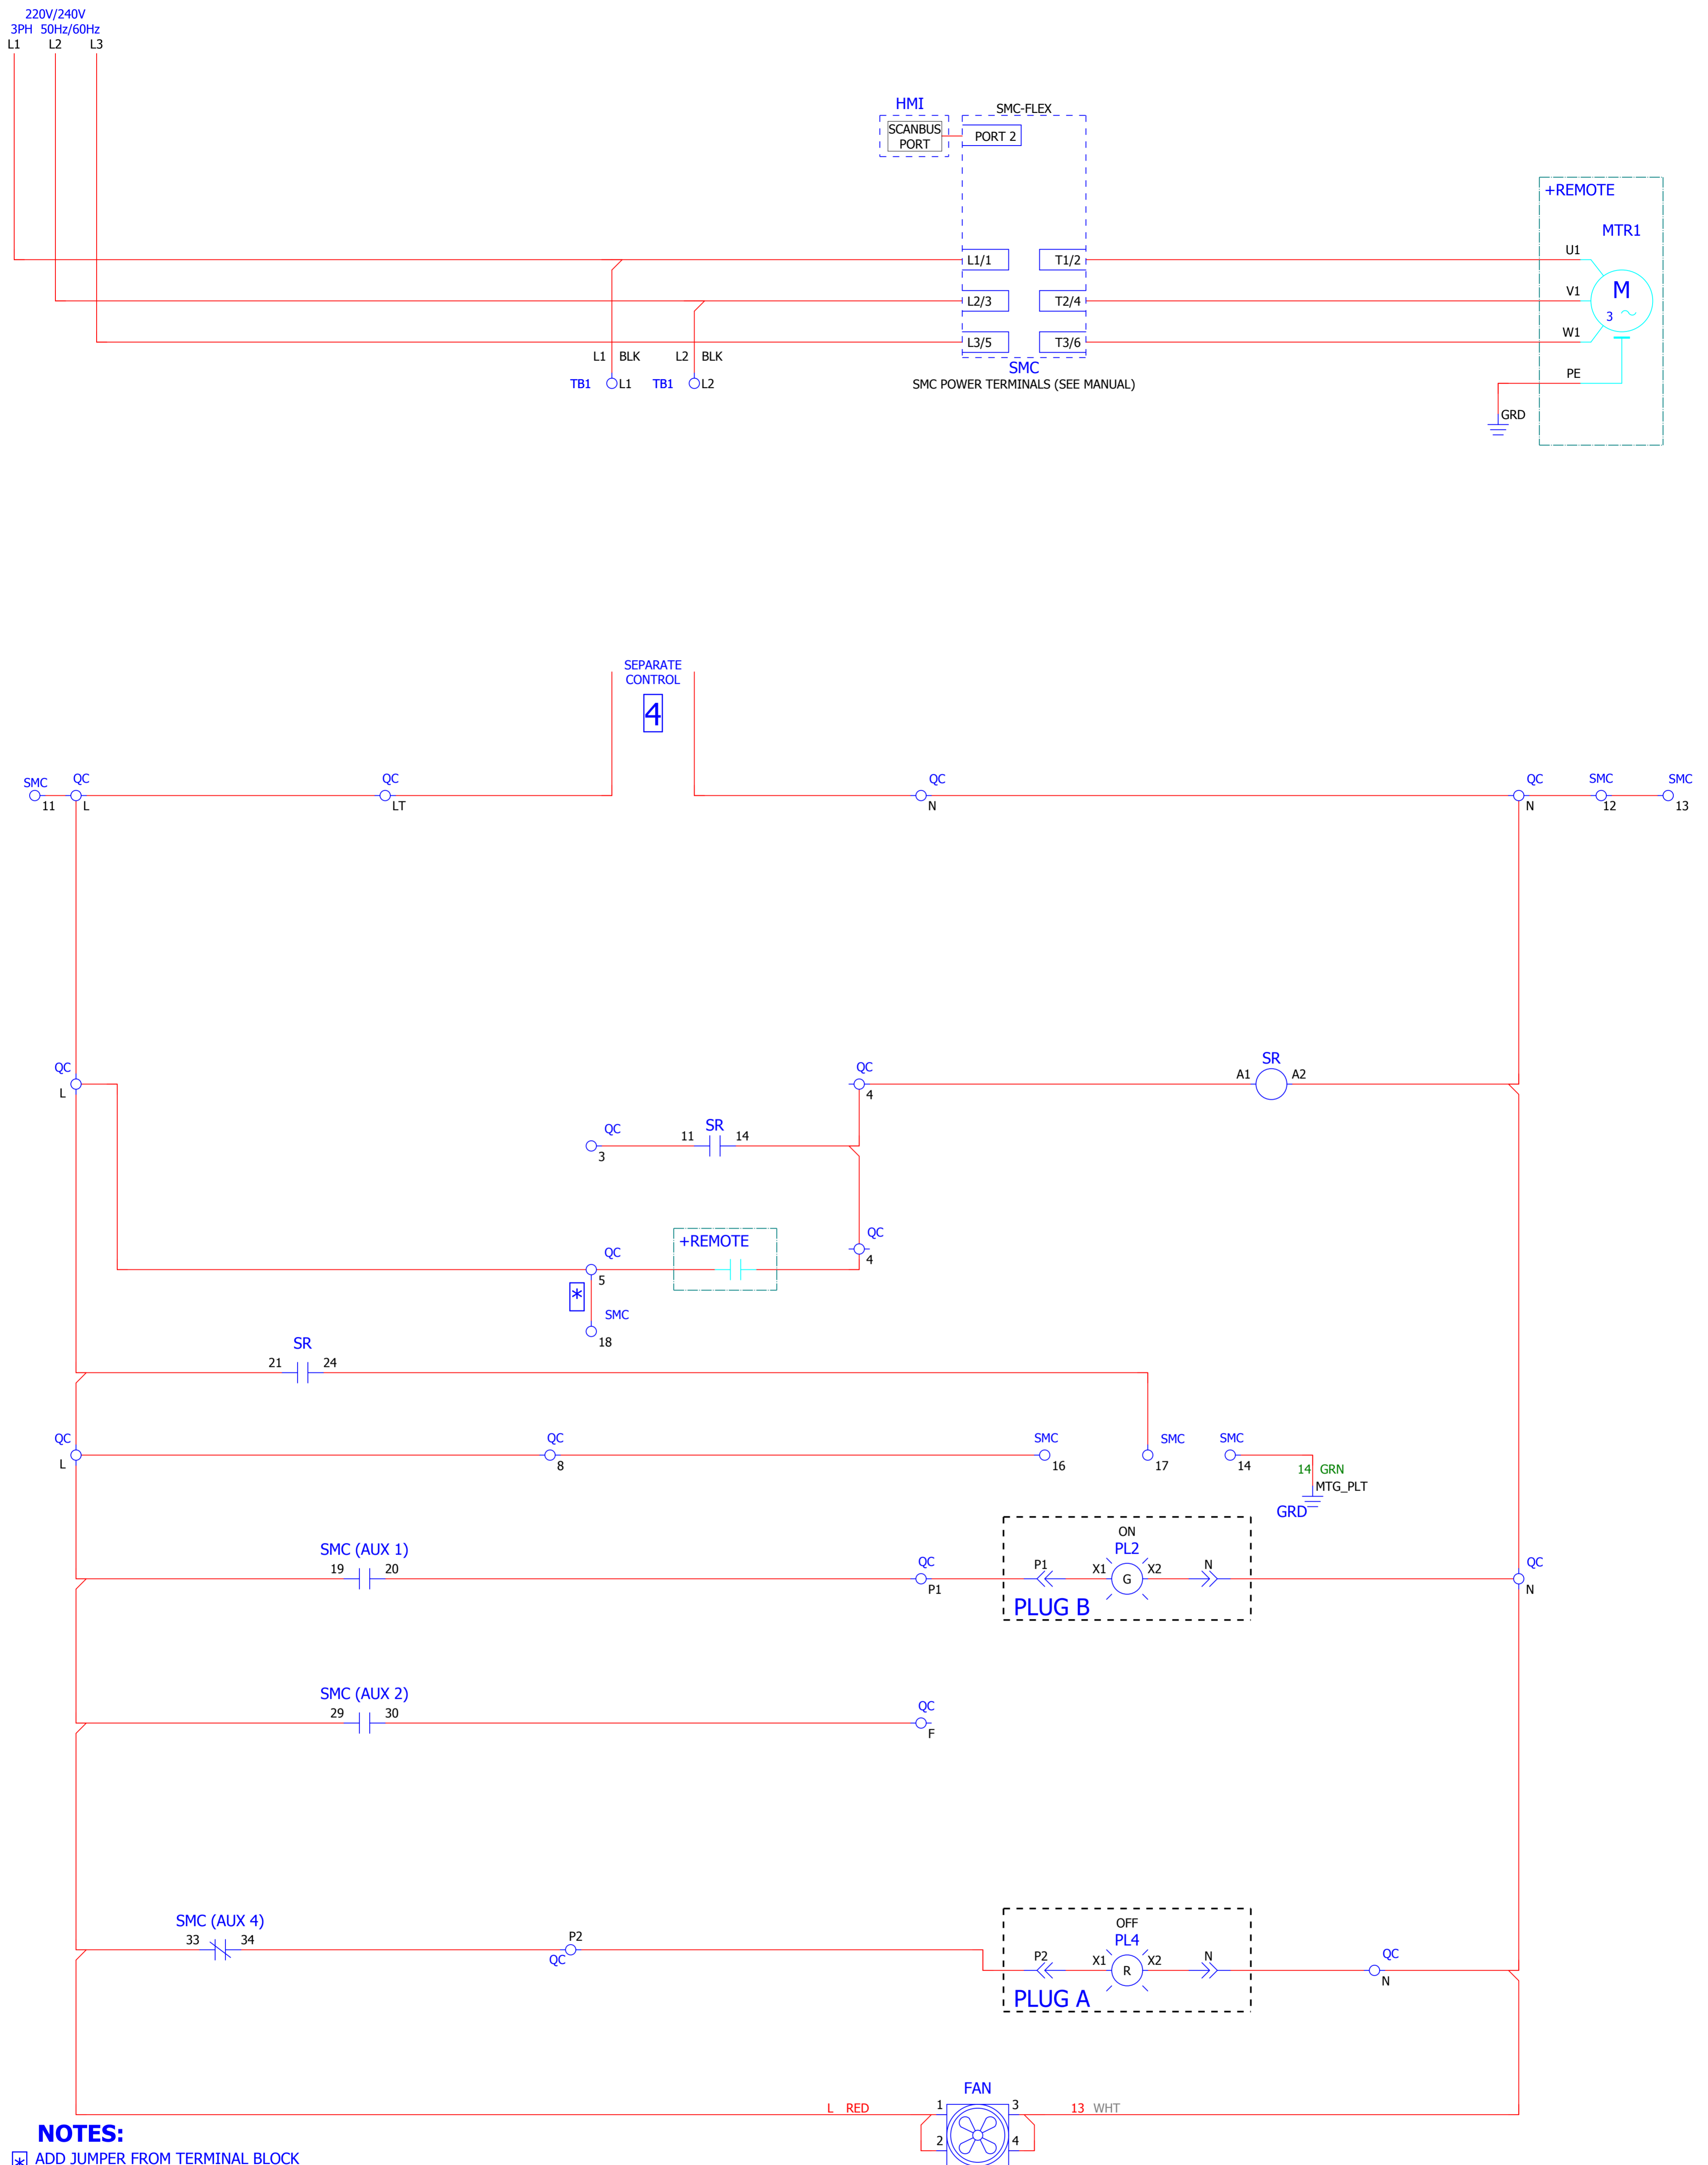 220V/240V
3PH 50Hz/60Hz
L1 L2 L3
HMI
SMC-FLEX
SCANBUS
PORT
PORT 2
+REMOTE
MTR1
L1/1 T1/2 U1
L2/3 T2/4 V1
M
3
L3/5 T3/6 W1
L1 BLK L2 BLK
SMC
TB1 L1 TB1 L2
SMC POWER TERMINALS (SEE MANUAL)
PE
GRD
SEPARATE
CONTROL
4
SMC QC QC QC QC SMC SMC
11 L LT N N 12 13
QC QC SR
A1 A2
L 4
QC SR
11 14
3
QC
+REMOTE
4
QC
5
*
SMC
18
SR
21 24
QC QC SMC SMC SMC
L 8 16 17 14
14 GRN
MTG_PLT
GRD
ON
SMC (AUX 1) PL2
19 20 QC P1 X1 G X2 N QC
P1 N
PLUG B
SMC (AUX 2)
29 30 QC
F
SMC (AUX 4) OFF
33 34 P2 PL4
QC
P2 X1 R X2 N QC
N
PLUG A
FAN
L RED 1 3 13 WHT
2 4
NOTES:
* ADD JUMPER FROM TERMINAL BLOCK